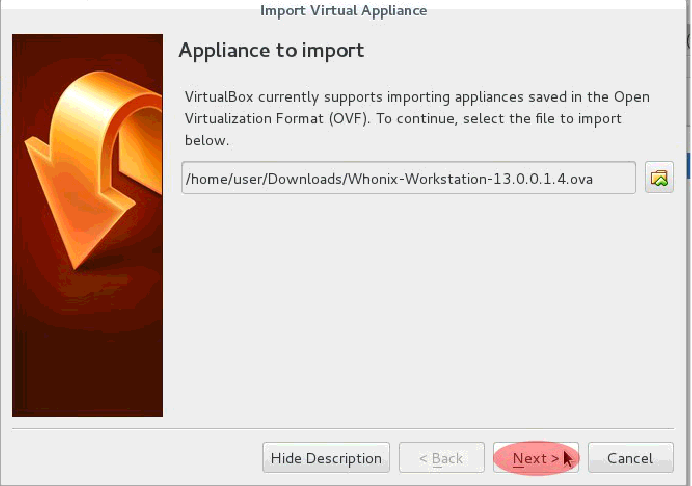 Import Virtual Appliance
Appliance to import
VirtualBox currently supports importing appliances saved in the Open
Virtualization Format (OVF). To continue, select the file to import
below.
/home/user/Downloads/Whonix-Workstation-13.0.0.1.4.ova
Hide Description
< Back
Next >
Cancel